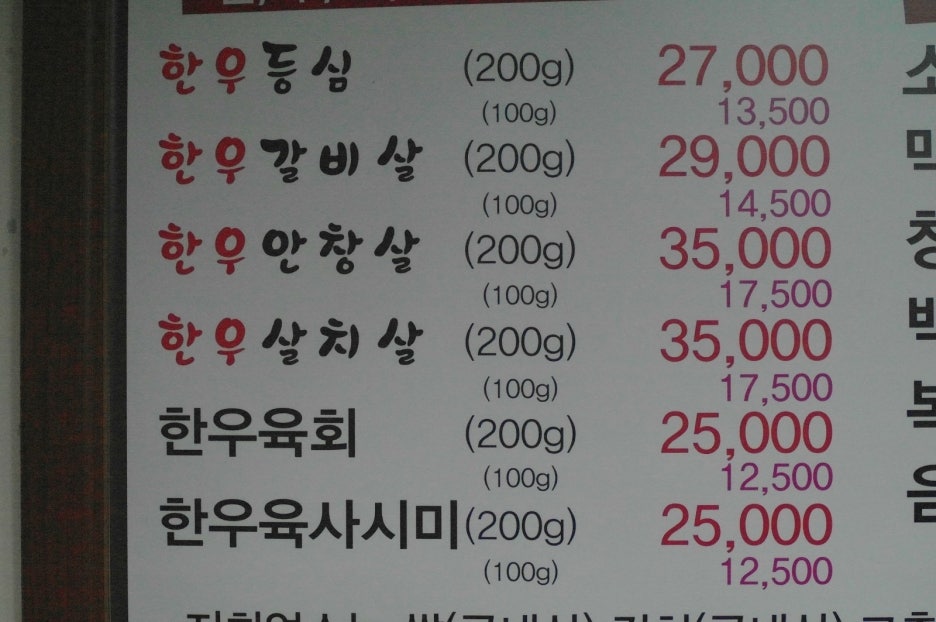 한우등심 (200g) 27,000
(100g) 13,500
한우갈비살 (200g) 29,000
(100g) 14,500
한우안창살 (200g) 35,000
(100g) 17,500
한우살치살 (200g) 35,000
(100g) 17,500
한우육회 (200g) 25,000
(100g) 12,500
한우육사시미 (200g) 25,000
(100g) 12,500